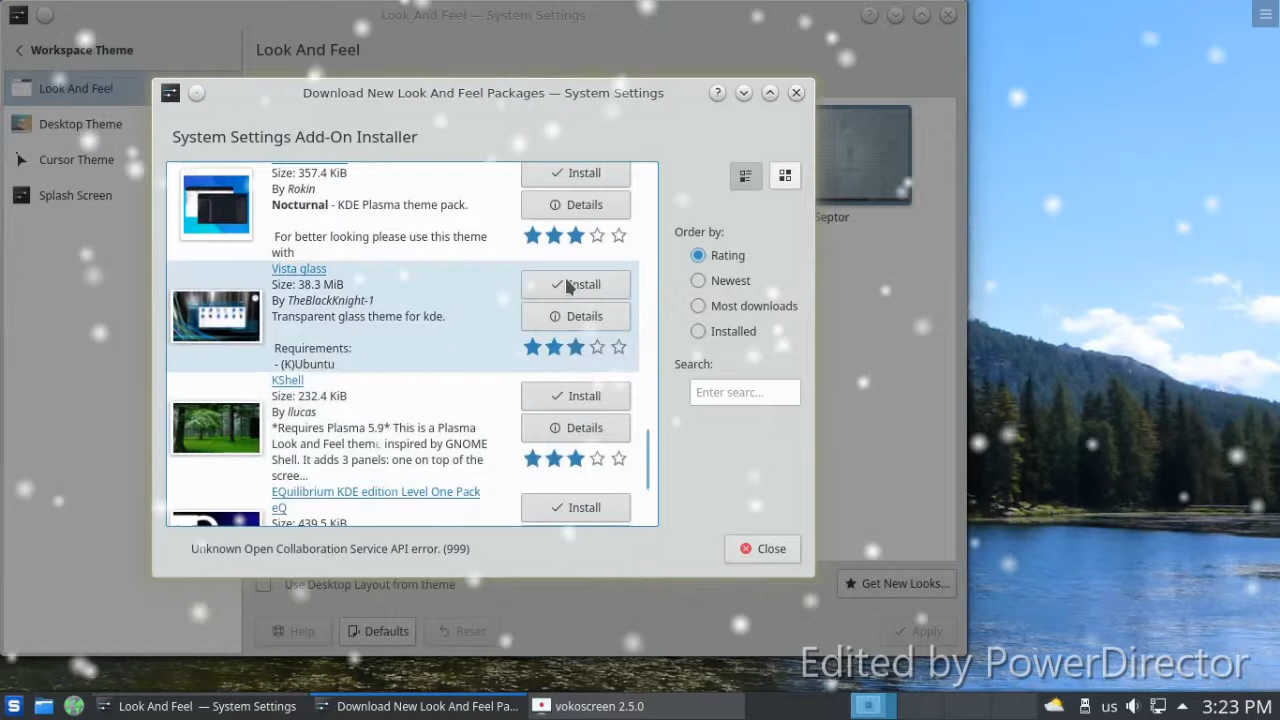 Look And Feel — System Settings
Workspace Theme
Look And Feel
Look And Feel
Desktop Theme
Cursor Theme
Splash Screen
Download New Look And Feel Packages — System Settings
System Settings Add-On Installer
Size: 357.4 KiB
By Rokin
Nocturnal - KDE Plasma theme pack.
For better looking please use this theme
with
Install
Details
Vista glass
Size: 38.3 MiB
By TheBlackKnight-1
Transparent glass theme for kde.
Requirements:
- (K)Ubuntu
Install
Details
KShell
Size: 232.4 KiB
By llucas
*Requires Plasma 5.9* This is a Plasma
Look and Feel theme inspired by GNOME
Shell. It adds 3 panels: one on top of the
scree...
Install
Details
EQuilibrium KDE edition Level One Pack
eQ
Size: 439.5 KiB
Install
Order by:
Rating
Newest
Most downloads
Installed
Search:
Enter searc...
Septor
Unknown Open Collaboration Service API error. (999)
Close
Use Desktop Layout from theme
Get New Looks...
Help
Defaults
Reset
Apply
Edited by PowerDirector
Look And Feel — System Settings
Download New Look And Feel Pa...
vokoscreen 2.5.0
us
3:23 PM